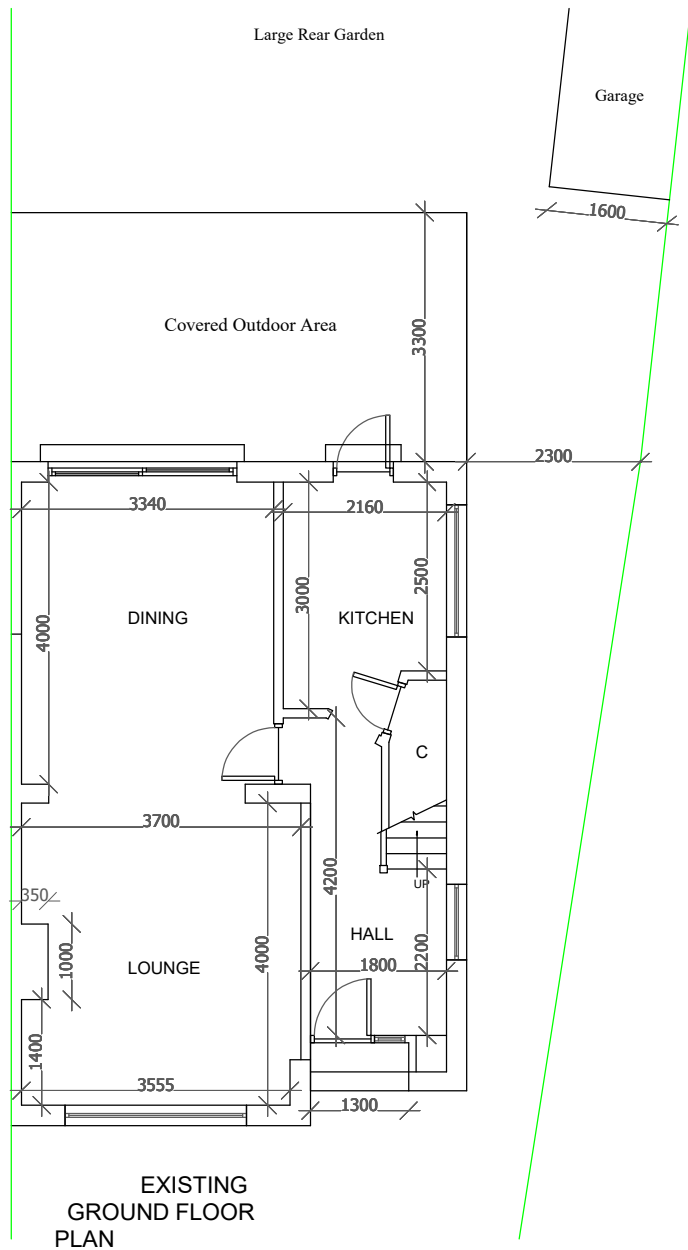 Large Rear Garden
Garage
1600
Covered Outdoor Area
3300
2300
3340
2160
2500
3000
4000
DINING
KITCHEN
C
3700
4200
UP
350
HALL
2200
1000
LOUNGE
4000
1800
1400
3555
1300
EXISTING
GROUND FLOOR
PLAN